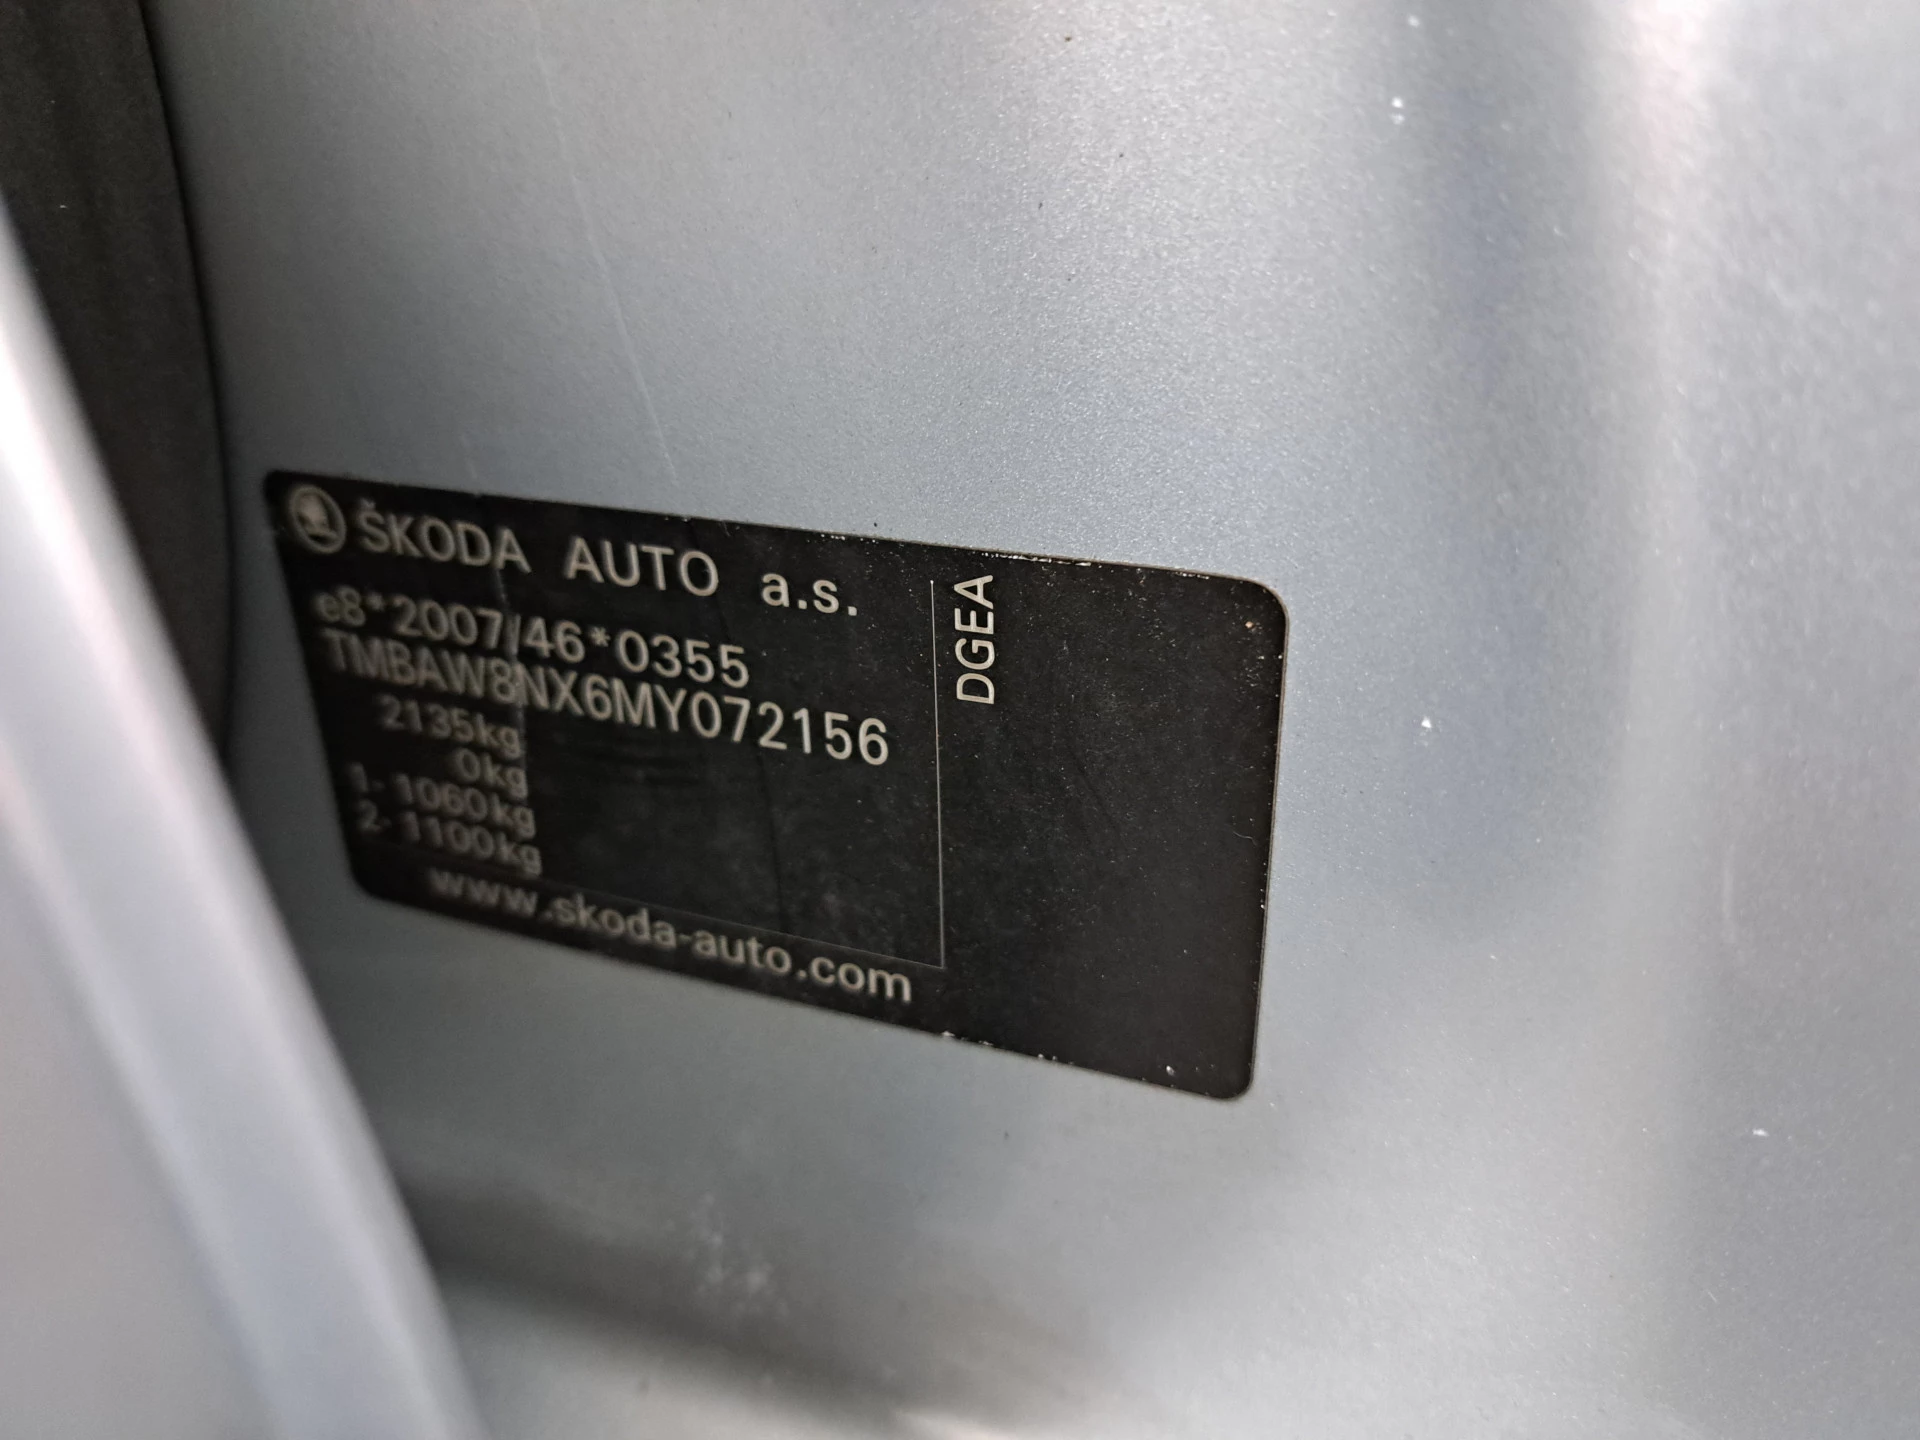 ŠKODA AUTO a.s.
e8*2007/46*0355
TMBAW8NX6MY072156
2135kg
0kg
1- 1060kg
2- 1100kg
www.skoda-auto.com
DGEA